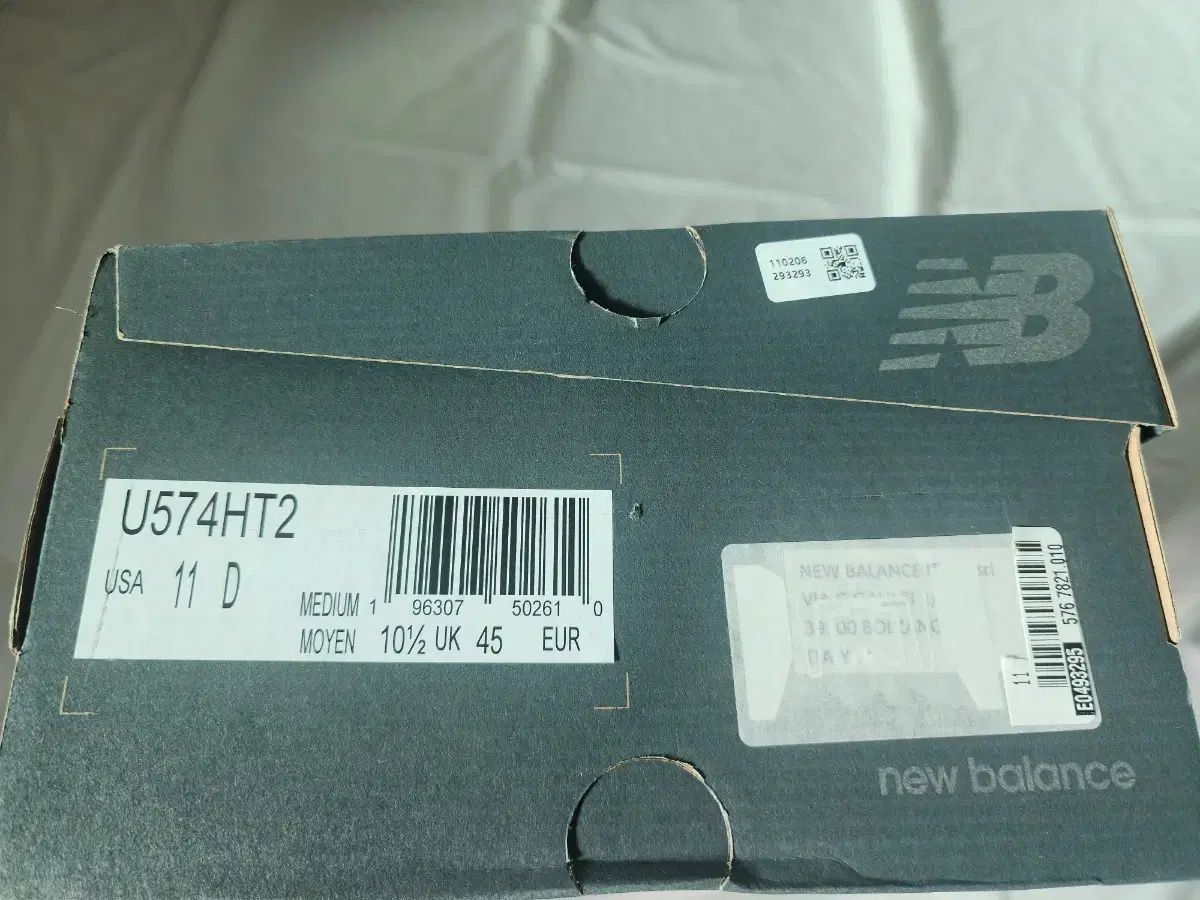 110206
293293
NB
U574HT2
USA 11 D
MEDIUM 1 96307 50261 0
MOYEN 10½ UK 45 EUR
NEW BALANCE
11
E0493295 576 7821 010
new balance